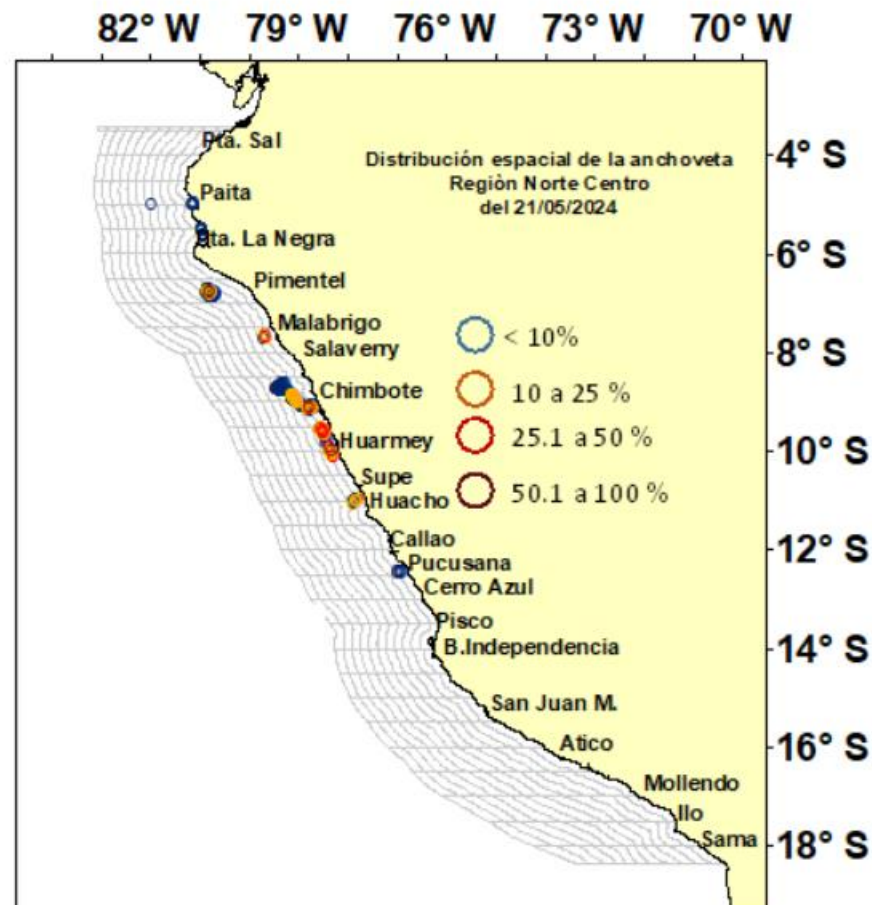 82° W 79° W 76° W 73° W 70° W
Pta. Sal
4° S
Distribución espacial de la anchoveta
Regiòn Norte Centro
del 21/05/2024
Paita
Pta. La Negra
6° S
Pimentel
Malabrigo
< 10%
8° S
Salaverry
Chimbote
10 a 25 %
Huarmey
25.1 a 50 %
10° S
Supe
50.1 a 100 %
Huacho
Callao
12° S
Pucusana
Cerro Azul
Pisco
B.Independencia
14° S
San Juan M.
Atico
16° S
Mollendo
Ilo
Sama
18° S